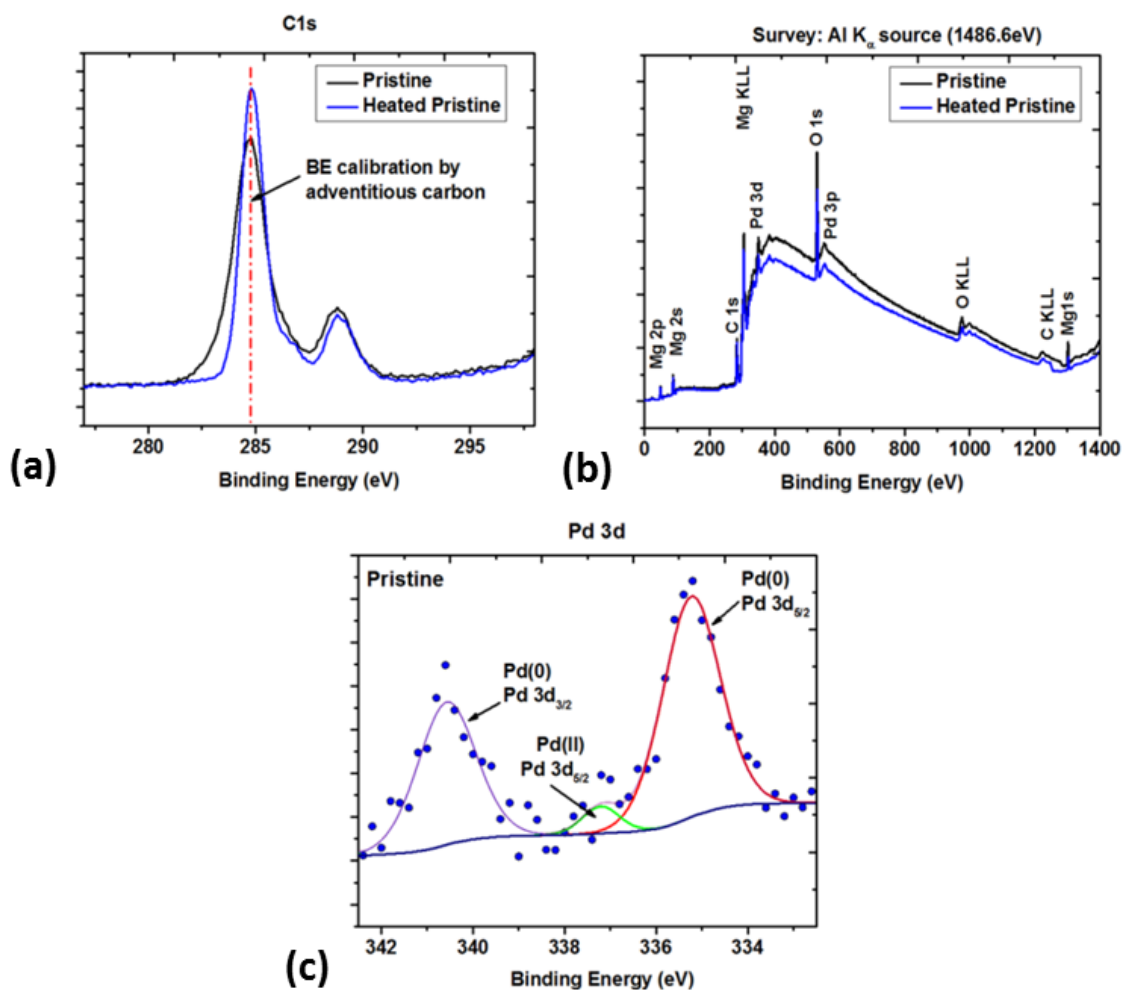 C1s
Pristine
Heated Pristine
BE calibration by
adventitious carbon
280
285
290
295
Binding Energy (eV)
(a)
Survey: Al Kα source (1486.6eV)
Pristine
Heated Pristine
Mg 2p
Mg 2s
C 1s
Mg KLL
Pd 3d
O 1s
Pd 3p
O KLL
C KLL
Mg1s
0
200
400
600
800
1000
1200
1400
Binding Energy (eV)
(b)
Pd 3d
Pristine
Pd(0)
Pd 3d3/2
Pd(II)
Pd 3d5/2
Pd(0)
Pd 3d5/2
342
340
338
336
334
Binding Energy (eV)
(c)